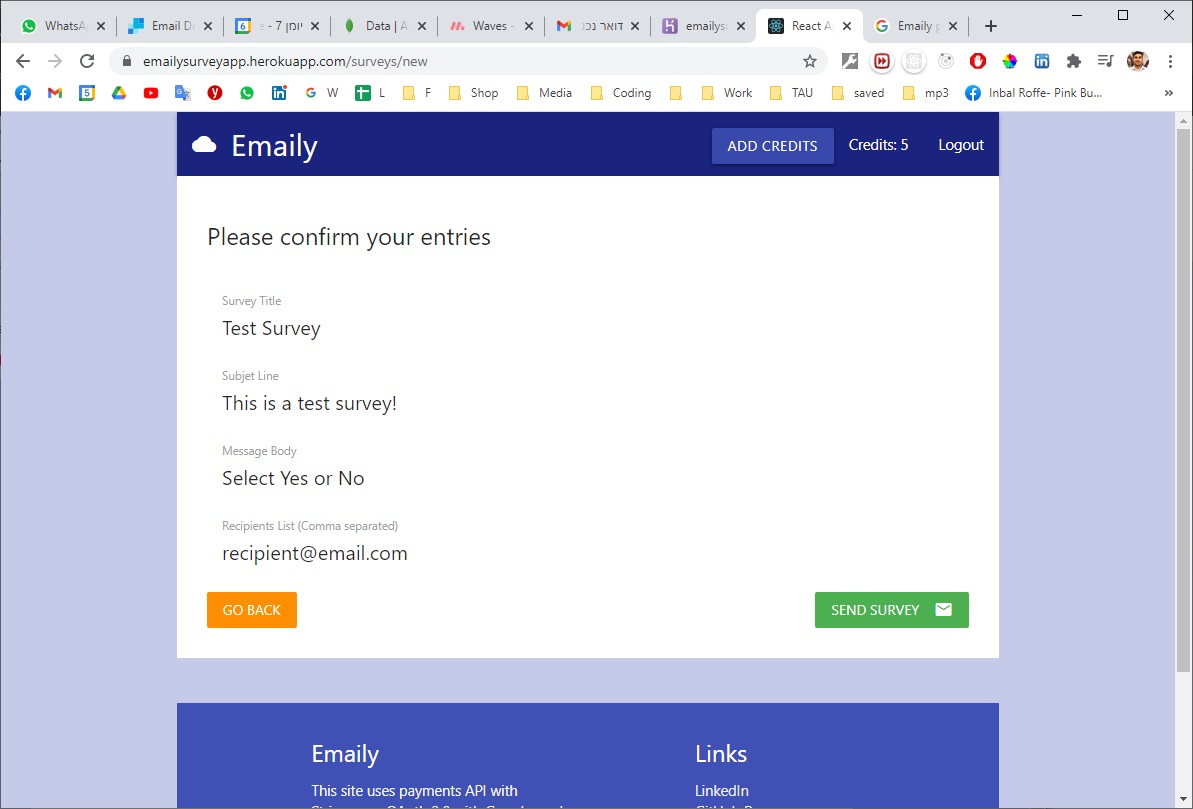 WhatsA
Email De
יומן 7 - פ
Data | A
Waves -
דואר נכנ
emailys
React A
Emaily p
emailysurveyapp.herokuapp.com/surveys/new
W
L
F
Shop
Media
Coding
Work
TAU
saved
mp3
Inbal Roffe- Pink Bu...
»
Emaily
ADD CREDITS
Credits: 5
Logout
Please confirm your entries
Survey Title
Test Survey
Subjet Line
This is a test survey!
Message Body
Select Yes or No
Recipients List (Comma separated)
recipient@email.com
GO BACK
SEND SURVEY
Emaily
Links
This site uses payments API with
LinkedIn